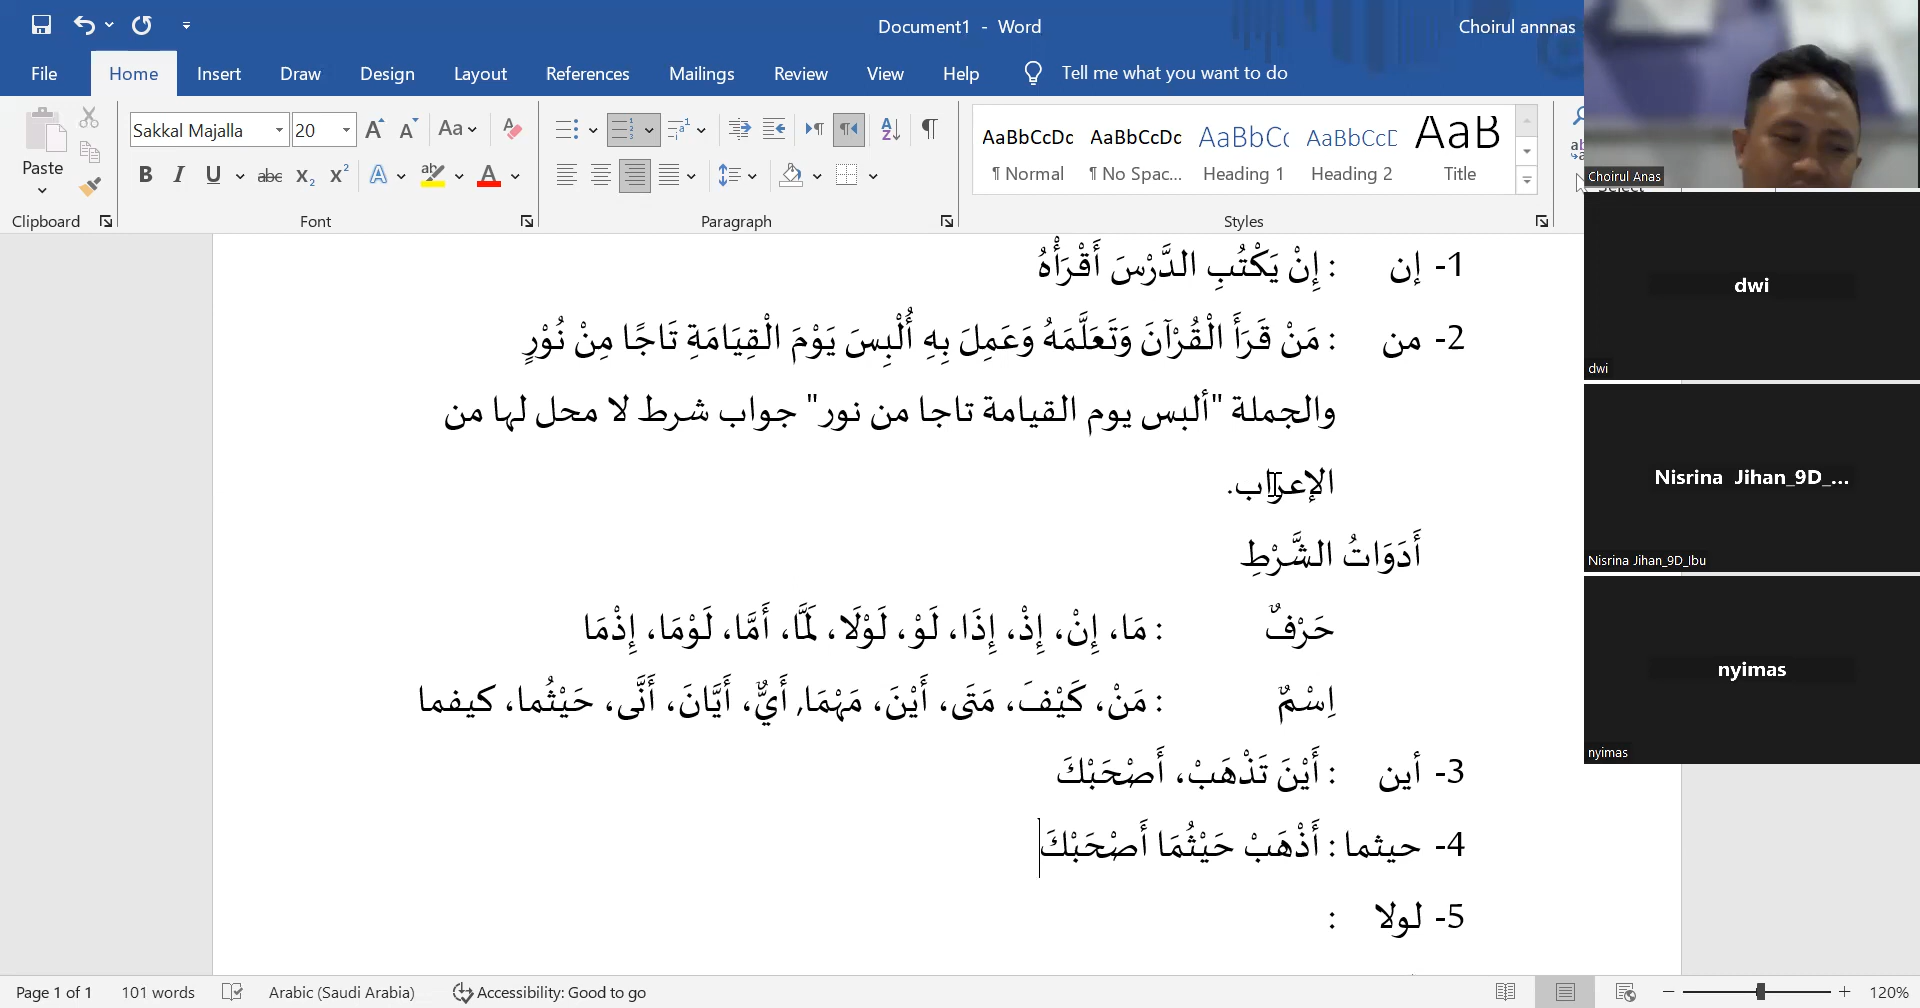 Document1 - Word
Choirul annnas
File Home Insert Draw Design Layout References Mailings Review View Help Tell me what you want to do
Sakkal Majalla 20
Paste
Clipboard Font Paragraph Styles
AaBbCcDc AaBbCcDc AaBbCc AaBbCcD AaB
¶ Normal ¶ No Spac... Heading 1 Heading 2 Title
Select
Choirul Anas
1- إن : إِنْ يَكْتُبِ الدَّرْسَ أَقْرَأْهُ
2- من : مَنْ قَرَأَ الْقُرْآنَ وَتَعَلَّمَهُ وَعَمِلَ بِهِ أُلْبِسَ يَوْمَ الْقِيَامَةِ تَاجًا مِنْ نُوْرٍ
والجملة "ألبس يوم القيامة تاجا من نور" جواب شرط لا محل لها من
الإعراب.
أَدَوَاتُ الشَّرْطِ
حَرْفٌ : مَا، إِنْ، إِذْ، إِذَا، لَوْ، لَوْلَا، لَمَّا، أَمَّا، لَوْمَا، إِذْمَا
اِسْمٌ : مَنْ، كَيْفَ، مَتَى، أَيْنَ، مَهْمَا, أَيٌّ، أَيَّانَ، أَنَّى، حَيْثُما، كيفما
3- أين : أَيْنَ تَذْهَبْ، أَصْحَبْكَ
4- حيثما : أَذْهَبْ حَيْثُمَا أَصْحَبْكَ
5- لولا :
dwi
dwi
Nisrina Jihan_9D_...
Nisrina Jihan_9D_Ibu
nyimas
nyimas
Page 1 of 1 101 words Arabic (Saudi Arabia) Accessibility: Good to go 120%